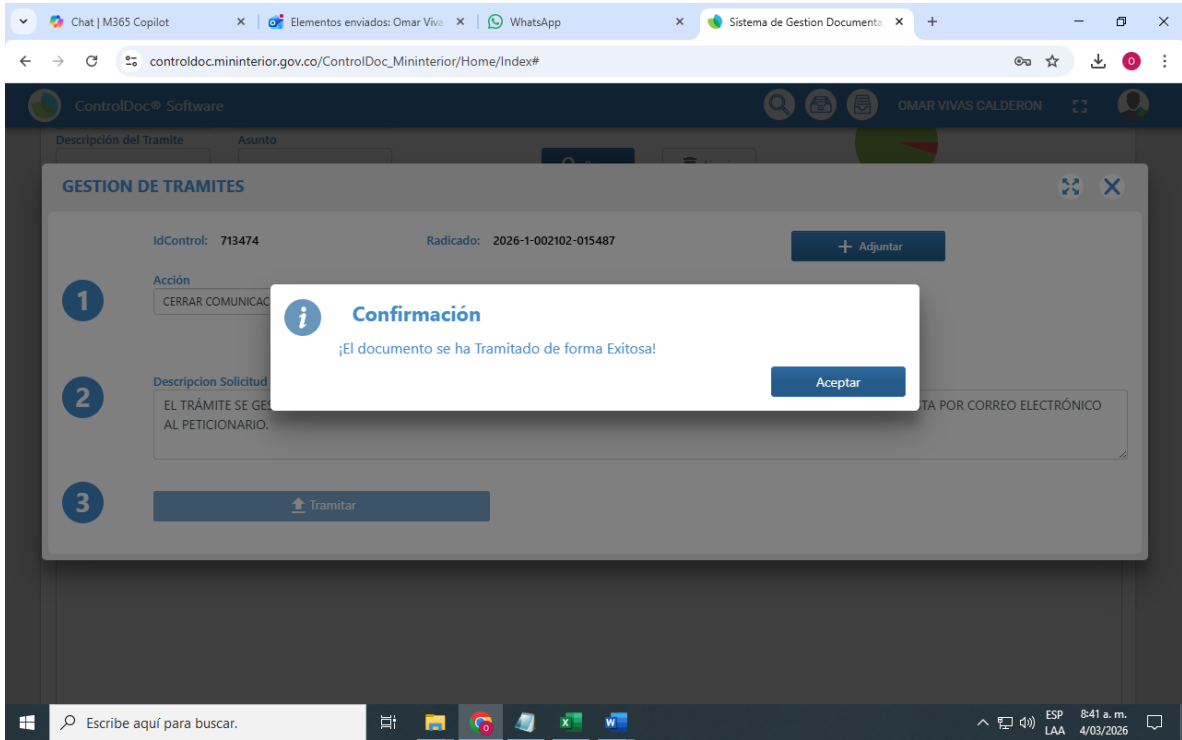 Chat | M365 Copilot
Elementos enviados: Omar Viva
WhatsApp
Sistema de Gestion Documenta
controldoc.mininterior.gov.co/ControlDoc_Mininterior/Home/Index#
O
ControlDoc® Software
OMAR VIVAS CALDERON
Descripción del Tramite
Asunto
GESTION DE TRAMITES
IdControl: 713474
Radicado: 2026-1-002102-015487
Adjuntar
1
Acción
CERRAR COMUNICAC
Confirmación
¡El documento se ha Tramitado de forma Exitosa!
Aceptar
2
Descripcion Solicitud
EL TRÁMITE SE GES
TA POR CORREO ELECTRÓNICO
AL PETICIONARIO.
3
Tramitar
Escribe aquí para buscar.
ESP
LAA
8:41 a. m.
4/03/2026